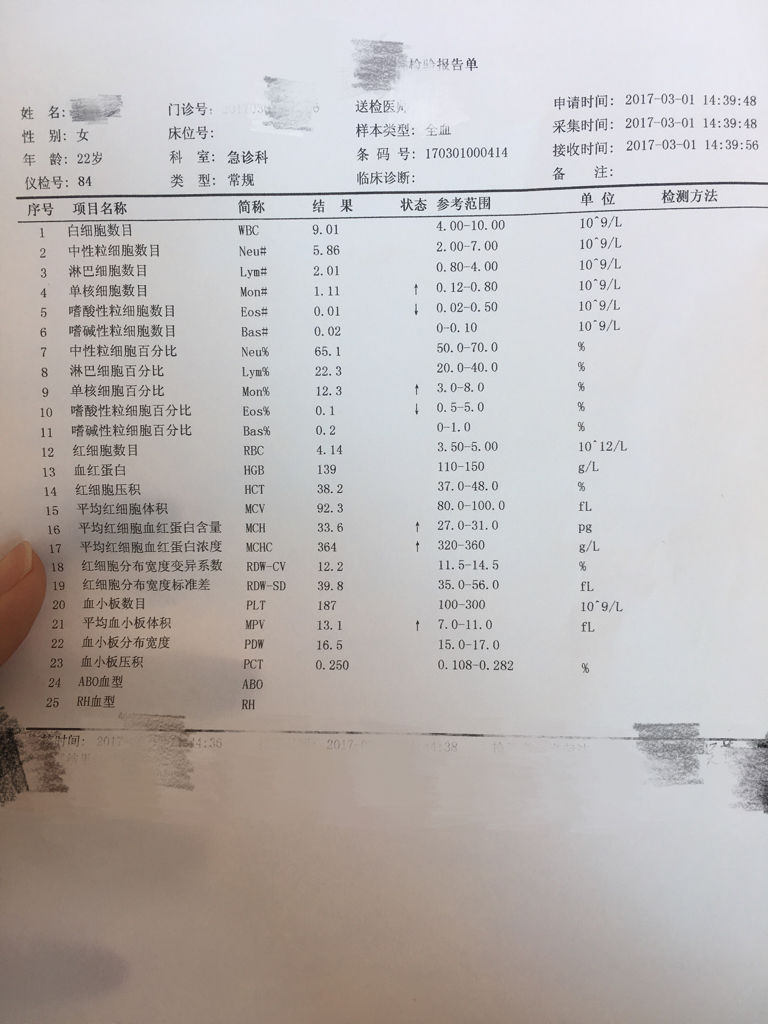 检验报告单
姓 名: 门诊号: 送检医师 申请时间: 2017-03-01 14:39:48
性 别: 女 床位号: 样本类型: 全血 采集时间: 2017-03-01 14:39:48
年 龄: 22岁 科 室: 急诊科 条 码 号: 170301000414 接收时间: 2017-03-01 14:39:56
仪检号: 84 类 型: 常规 临床诊断: 备 注:
序号 项目名称 简称 结 果 状态 参考范围 单 位 检测方法
1 白细胞数目 WBC 9.01 4.00-10.00 10^9/L
2 中性粒细胞数目 Neu# 5.86 2.00-7.00 10^9/L
3 淋巴细胞数目 Lym# 2.01 0.80-4.00 10^9/L
4 单核细胞数目 Mon# 1.11 ↑ 0.12-0.80 10^9/L
5 嗜酸性粒细胞数目 Eos# 0.01 ↓ 0.02-0.50 10^9/L
6 嗜碱性粒细胞数目 Bas# 0.02 0-0.10 10^9/L
7 中性粒细胞百分比 Neu% 65.1 50.0-70.0 %
8 淋巴细胞百分比 Lym% 22.3 20.0-40.0 %
9 单核细胞百分比 Mon% 12.3 ↑ 3.0-8.0 %
10 嗜酸性粒细胞百分比 Eos% 0.1 ↓ 0.5-5.0 %
11 嗜碱性粒细胞百分比 Bas% 0.2 0-1.0 %
12 红细胞数目 RBC 4.14 3.50-5.00 10^12/L
13 血红蛋白 HGB 139 110-150 g/L
14 红细胞压积 HCT 38.2 37.0-48.0 %
15 平均红细胞体积 MCV 92.3 80.0-100.0 fL
16 平均红细胞血红蛋白含量 MCH 33.6 ↑ 27.0-31.0 pg
17 平均红细胞血红蛋白浓度 MCHC 364 ↑ 320-360 g/L
18 红细胞分布宽度变异系数 RDW-CV 12.2 11.5-14.5 %
19 红细胞分布宽度标准差 RDW-SD 39.8 35.0-56.0 fL
20 血小板数目 PLT 187 100-300 10^9/L
21 平均血小板体积 MPV 13.1 ↑ 7.0-11.0 fL
22 血小板分布宽度 PDW 16.5 15.0-17.0
23 血小板压积 PCT 0.250 0.108-0.282 %
24 ABO血型 ABO
25 RH血型 RH
时间: 2017 14:36 2017- 14:38